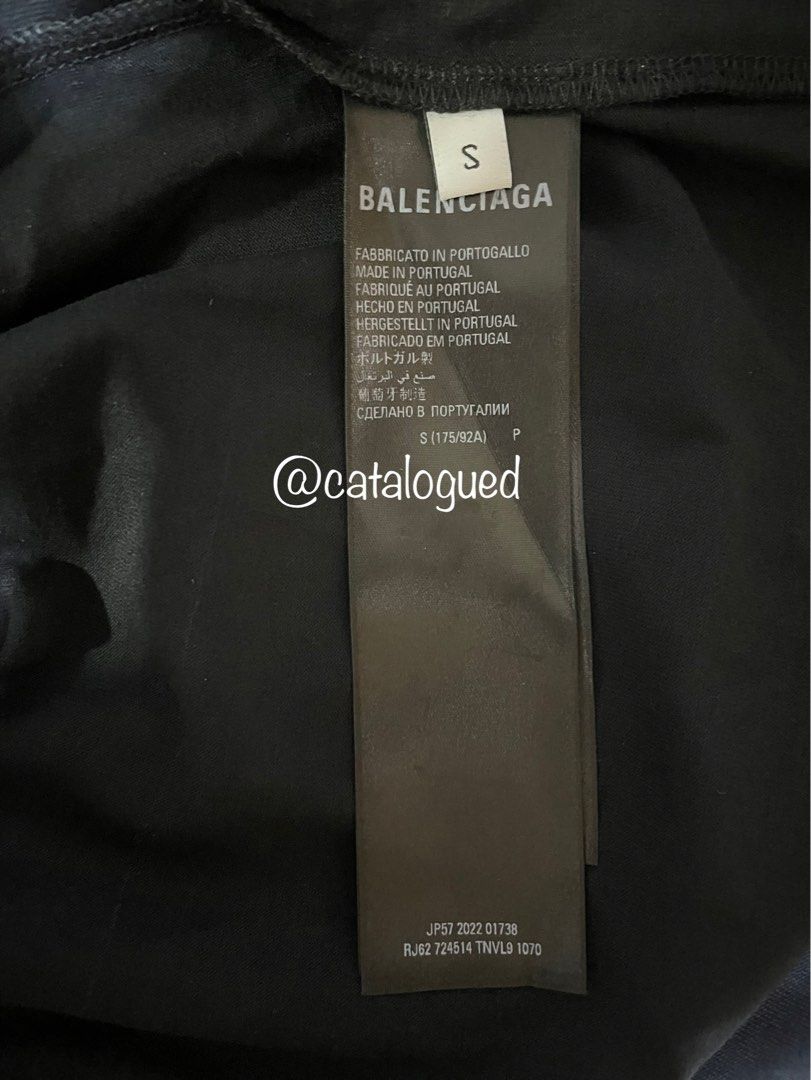 S
BALENCIAGA
FABBRICATO IN PORTOGALLO
MADE IN PORTUGAL
FABRIQUÉ AU PORTUGAL
HECHO EN PORTUGAL
HERGESTELLT IN PORTUGAL
FABRICADO EM PORTUGAL
ポルトガル製
صنع في البرتغال
葡萄牙制造
СДЕЛАНО В ПОРТУГАЛИИ
S (175/92A) P
@catalogued
JP57 2022 01738
RJ62 724514 TNVL9 1070